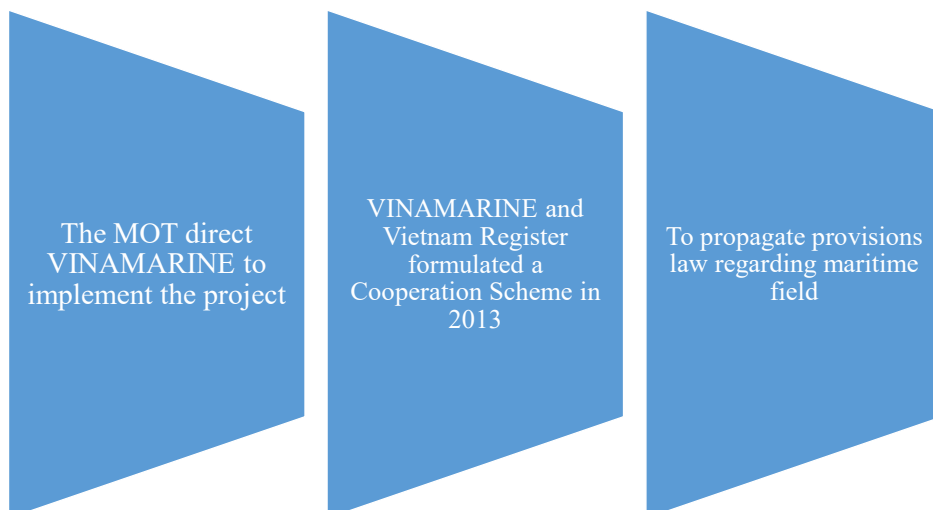 The MOT direct
VINAMARINE to
implement the project
VINAMARINE and
Vietnam Register
formulated a
Cooperation Scheme in
2013
To propagate provisions
law regarding maritime
field